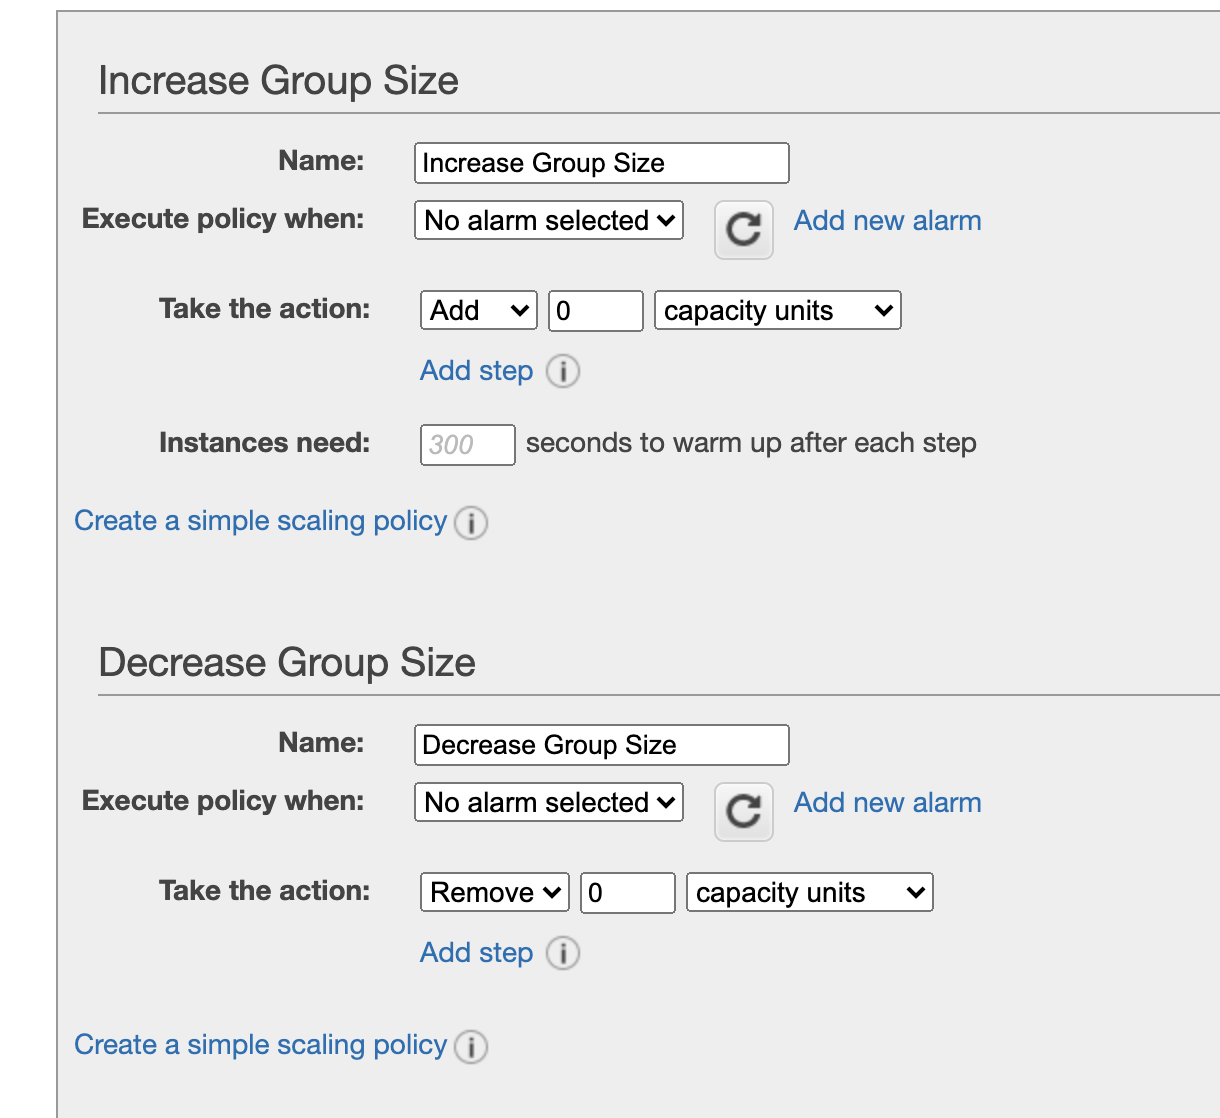 Increase Group Size
Name: Increase Group Size
Execute policy when: No alarm selected Add new alarm
Take the action: Add 0 capacity units
Add step i
Instances need: 300 seconds to warm up after each step
Create a simple scaling policy i
Decrease Group Size
Name: Decrease Group Size
Execute policy when: No alarm selected Add new alarm
Take the action: Remove 0 capacity units
Add step i
Create a simple scaling policy i